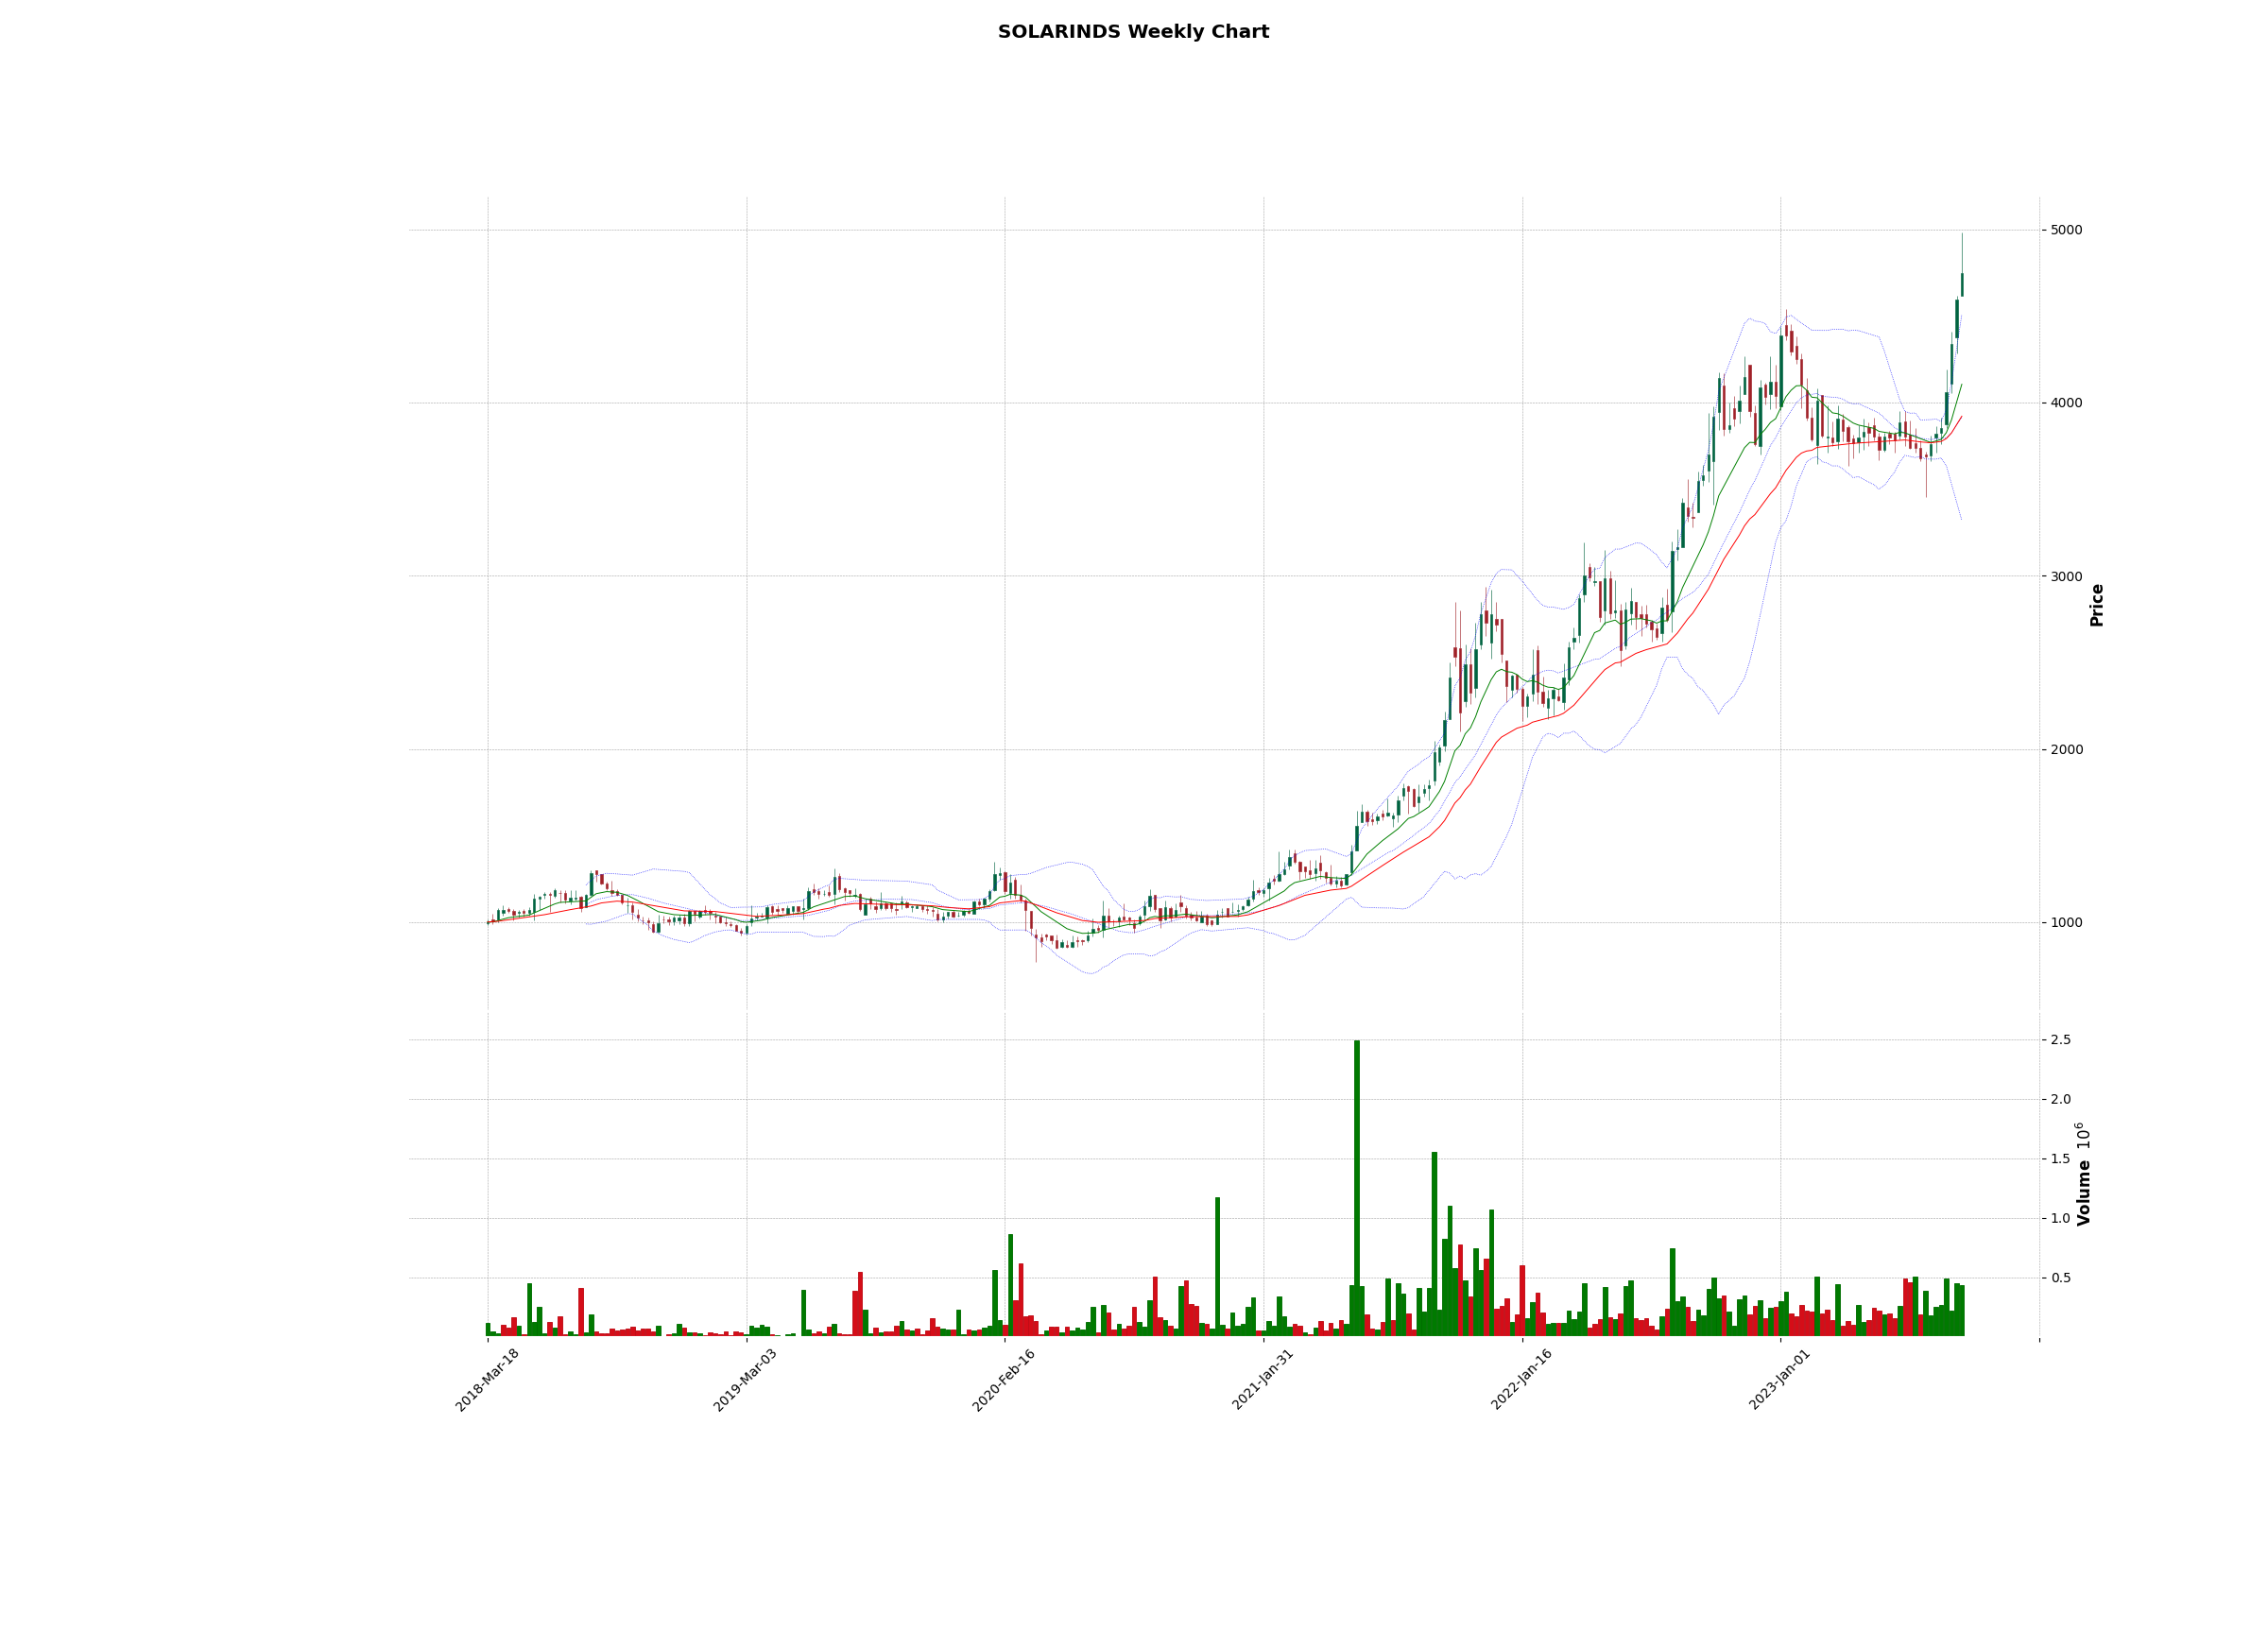 SOLARINDS Weekly Chart
5000
4000
3000
2000
1000
Price
2.5
2.0
1.5
1.0
0.5
Volume 10^6
2018-Mar-18
2019-Mar-03
2020-Feb-16
2021-Jan-31
2022-Jan-16
2023-Jan-01